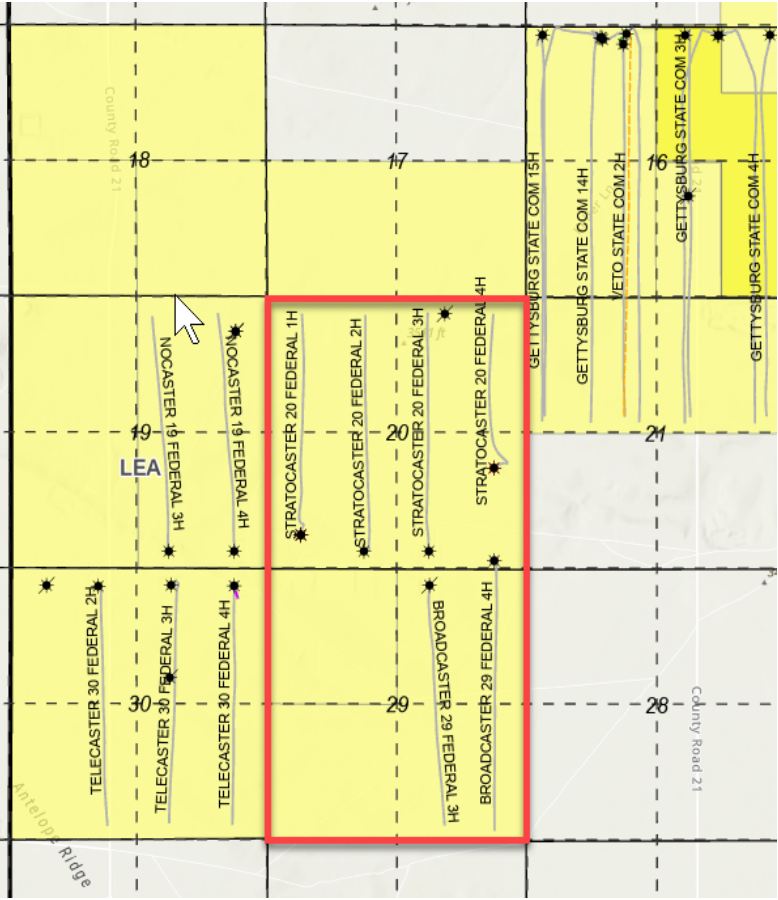 County Road 21
18
17
16
GETTYSBURG STATE COM 15H
GETTYSBURG STATE COM 14H
VETO STATE COM 2H
GETTYSBURG STATE COM 3H
GETTYSBURG STATE COM 4H
NOCASTER 19 FEDERAL 3H
NOCASTER 19 FEDERAL 4H
STRATOCASTER 20 FEDERAL 1H
STRATOCASTER 20 FEDERAL 2H
STRATOCASTER 20 FEDERAL 3H
STRATOCASTER 20 FEDERAL 4H
19
20
21
LEA
TELECASTER 30 FEDERAL 2H
TELECASTER 30 FEDERAL 3H
TELECASTER 30 FEDERAL 4H
BROADCASTER 29 FEDERAL 3H
BROADCASTER 29 FEDERAL 4H
30
29
28
County Road 21
Antelope Ridge